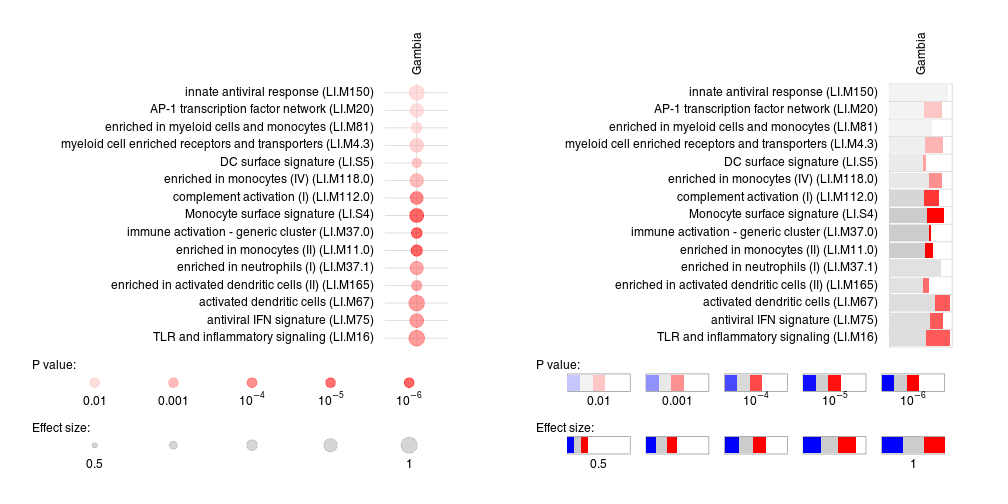 Gambia
innate antiviral response (LI.M150)
AP-1 transcription factor network (LI.M20)
enriched in myeloid cells and monocytes (LI.M81)
myeloid cell enriched receptors and transporters (LI.M4.3)
DC surface signature (LI.S5)
enriched in monocytes (IV) (LI.M118.0)
complement activation (I) (LI.M112.0)
Monocyte surface signature (LI.S4)
immune activation - generic cluster (LI.M37.0)
enriched in monocytes (II) (LI.M11.0)
enriched in neutrophils (I) (LI.M37.1)
enriched in activated dendritic cells (II) (LI.M165)
activated dendritic cells (LI.M67)
antiviral IFN signature (LI.M75)
TLR and inflammatory signaling (LI.M16)
P value:
0.01 0.001 10⁻⁴ 10⁻⁵ 10⁻⁶
Effect size:
0.5 1
Gambia
innate antiviral response (LI.M150)
AP-1 transcription factor network (LI.M20)
enriched in myeloid cells and monocytes (LI.M81)
myeloid cell enriched receptors and transporters (LI.M4.3)
DC surface signature (LI.S5)
enriched in monocytes (IV) (LI.M118.0)
complement activation (I) (LI.M112.0)
Monocyte surface signature (LI.S4)
immune activation - generic cluster (LI.M37.0)
enriched in monocytes (II) (LI.M11.0)
enriched in neutrophils (I) (LI.M37.1)
enriched in activated dendritic cells (II) (LI.M165)
activated dendritic cells (LI.M67)
antiviral IFN signature (LI.M75)
TLR and inflammatory signaling (LI.M16)
P value:
0.01 0.001 10⁻⁴ 10⁻⁵ 10⁻⁶
Effect size:
0.5 1